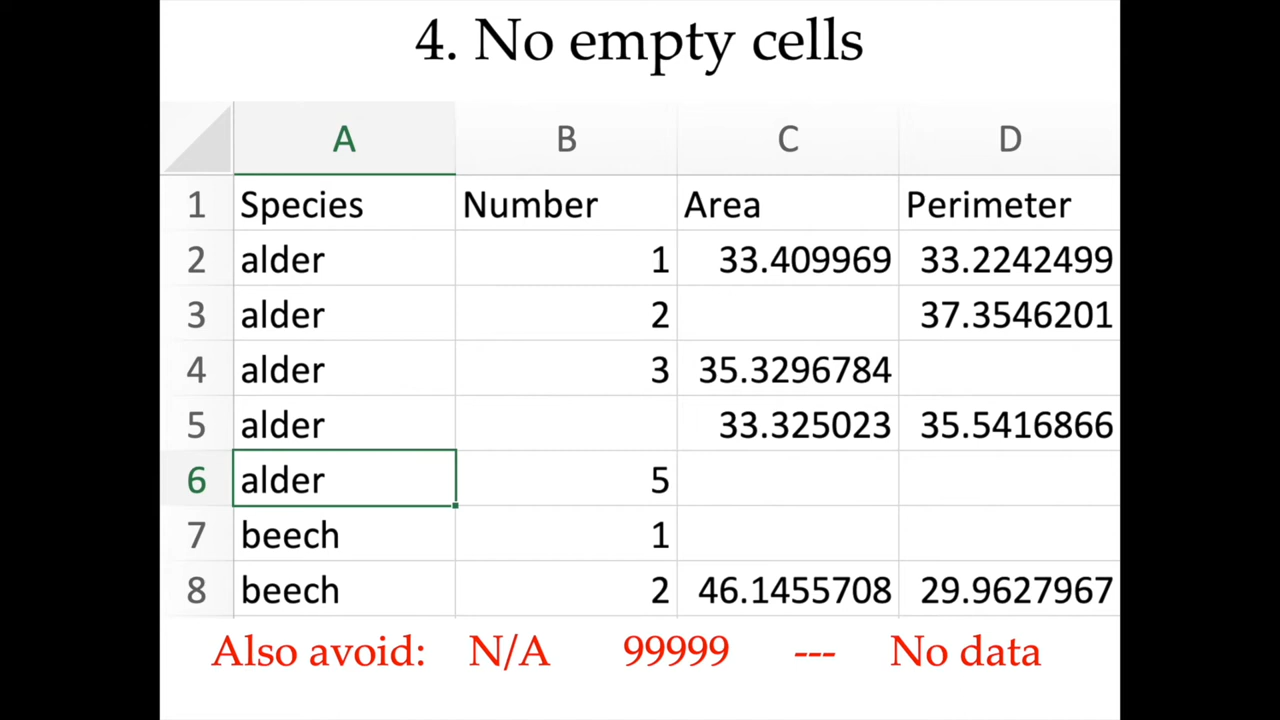 4. No empty cells
A B C D
1 Species Number Area Perimeter
2 alder 1 33.409969 33.2242499
3 alder 2 37.3546201
4 alder 3 35.3296784
5 alder 33.325023 35.5416866
6 alder 5
7 beech 1
8 beech 2 46.1455708 29.9627967
Also avoid: N/A 99999 --- No data